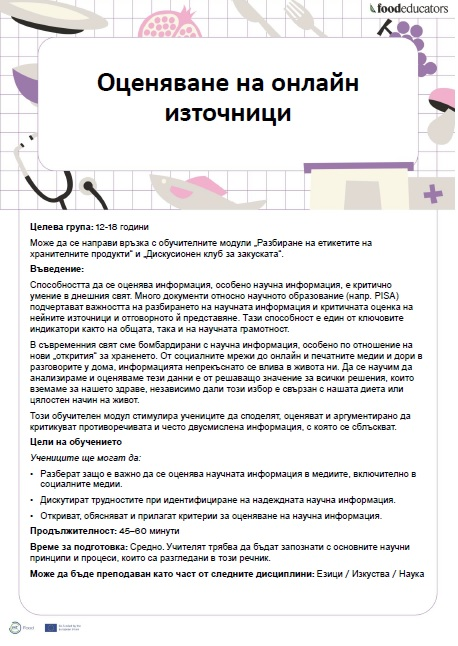 foodeducators
Оценяване на онлайн
източници
Целева група: 12-18 години
Може да се направи връзка с обучителните модули „Разбиране на етикетите на
хранителните продукти“ и „Дискусионен клуб за закуската“.
Въведение:
Способността да се оценява информация, особено научна информация, е критично
умение в днешния свят. Много документи относно научното образование (напр. PISA)
подчертават важността на разбирането на научната информация и критичната оценка на
нейните източници и отговорното ѝ представяне. Тази способност е един от ключовите
индикатори както на общата, така и на научната грамотност.
В съвременния свят сме бомбардирани с научна информация, особено по отношение на
нови „открития“ за храненето. От социалните мрежи до онлайн и печатните медии и дори в
разговорите у дома, информацията непрекъснато се влива в живота ни. Да се научим да
анализираме и оценяваме тези данни е от решаващо значение за всички решения, които
вземаме за нашето здраве, независимо дали този избор е свързан с нашата диета или
цялостен начин на живот.
Този обучителен модул стимулира учениците да споделят, оценяват и аргументирано да
критикуват противоречивата и често двусмислена информация, с която се сблъскват.
Цели на обучението
Учениците ще могат да:
• Разберат защо е важно да се оценява научната информация в медиите, включително в
социалните медии.
• Дискутират трудностите при идентифициране на надеждната научна информация.
• Откриват, обясняват и прилагат критерии за оценяване на научна информация.
Продължителност: 45–60 минути
Време за подготовка: Средно. Учителят трябва да бъдат запознати с основните научни
принципи и процеси, които са разгледани в този речник.
Може да бъде преподаван като част от следните дисциплини: Езици / Изкуства / Наука
Food